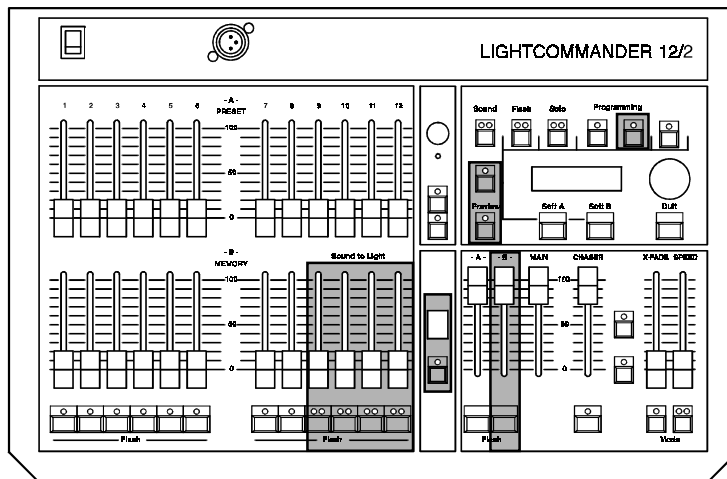 LIGHTCOMMANDER 12/2
- A -
PRESET
1 2 3 4 5 6 7 8 9 10 11 12
100
50
0
Sound Flash Solo Programming
Preview
Soft A Soft B Quit
- B -
MEMORY
Sound to Light
100
50
0
Flash Flash
- A - - B - MAIN CHASER X-FADE SPEED
100
50
0
Flash
Mode